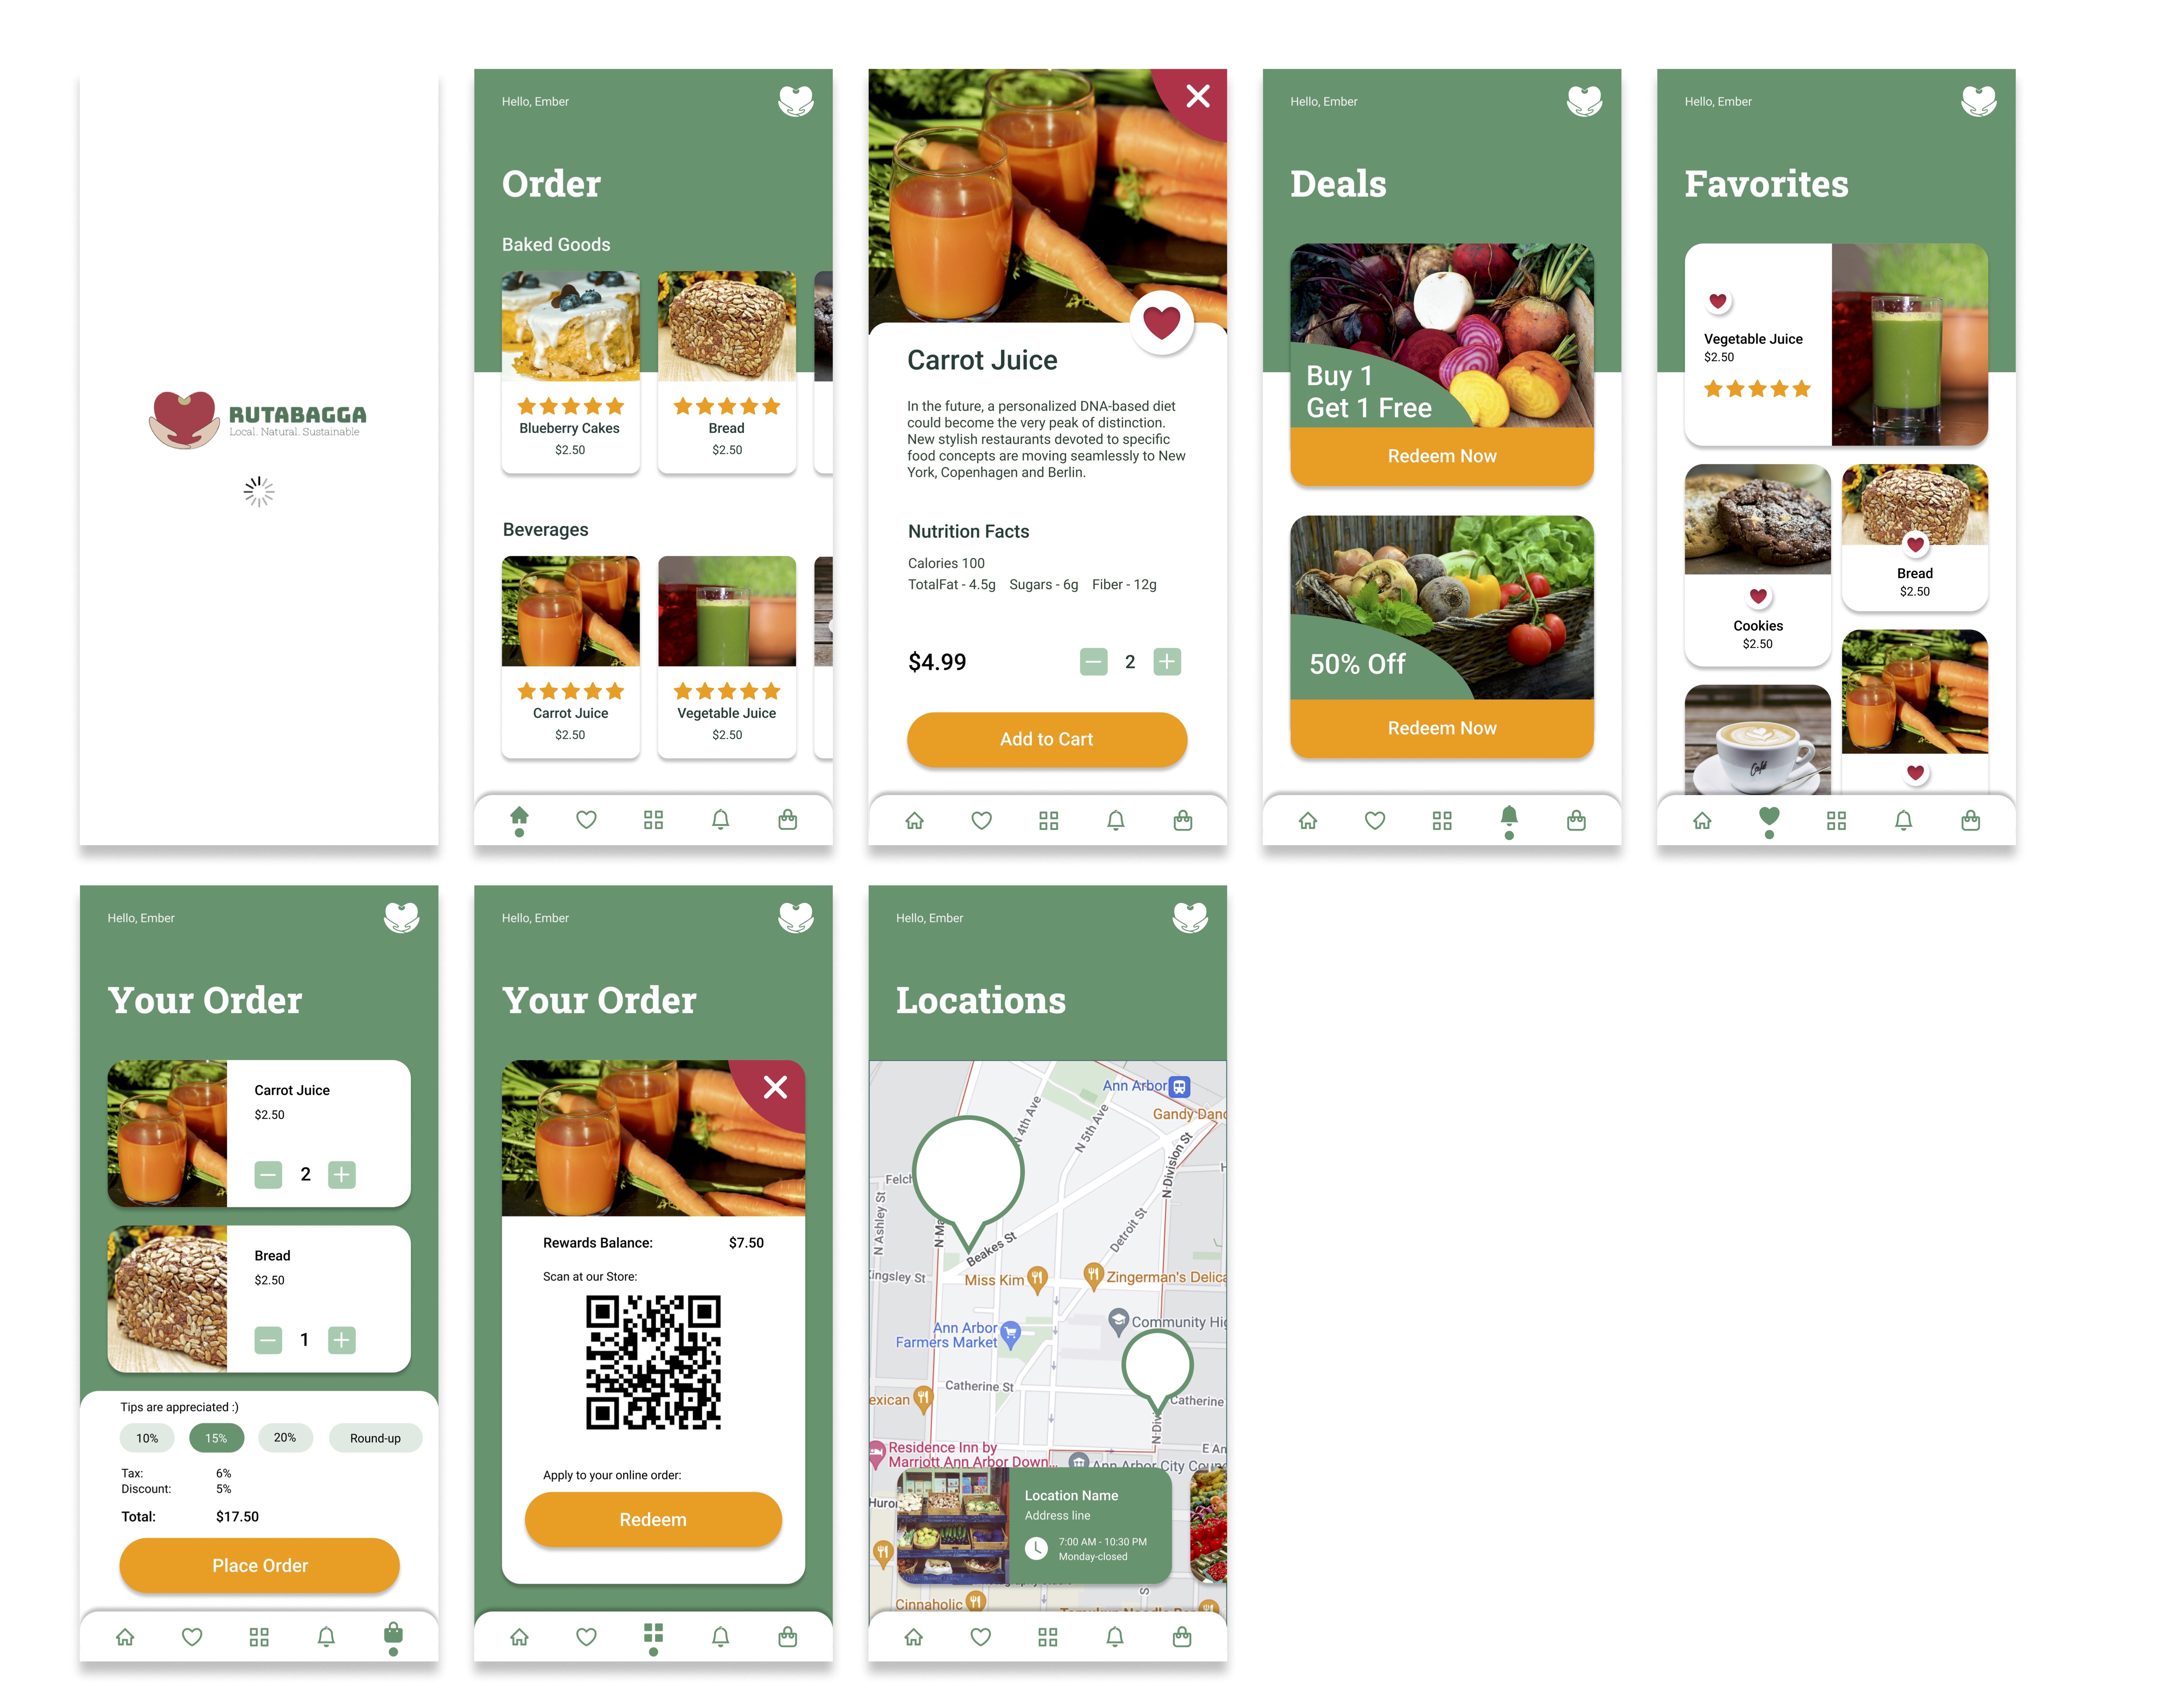 RUTABAGGA
Local. Natural. Sustainable
Hello, Ember
Order
Baked Goods
Blueberry Cakes
$2.50
Bread
$2.50
Beverages
Carrot Juice
$2.50
Vegetable Juice
$2.50
Carrot Juice
In the future, a personalized DNA-based diet
could become the very peak of distinction.
New stylish restaurants devoted to specific
food concepts are moving seamlessly to New
York, Copenhagen and Berlin.
Nutrition Facts
Calories 100
TotalFat - 4.5g Sugars - 6g Fiber - 12g
$4.99
2
Add to Cart
Hello, Ember
Deals
Buy 1
Get 1 Free
Redeem Now
50% Off
Redeem Now
Hello, Ember
Favorites
Vegetable Juice
$2.50
Cookies
$2.50
Bread
$2.50
Café
Hello, Ember
Your Order
Carrot Juice
$2.50
2
Bread
$2.50
1
Tips are appreciated :)
10% 15% 20% Round-up
Tax: 6%
Discount: 5%
Total: $17.50
Place Order
Hello, Ember
Your Order
Rewards Balance: $7.50
Scan at our Store:
Apply to your online order:
Redeem
Hello, Ember
Locations
Ann Arbor
Gandy Danc
N 4th Ave
N 5th Ave
N Division St
Felch
N Ashley St
N Ma
Beakes St
Detroit St
Kingsley St
Miss Kim
Zingerman's Delica
Ann Arbor
Farmers Market
Community Hig
Catherine St
Catherine
exican
N Divi
Residence Inn by
Marriott Ann Arbor Down...
E An
Ann Arbor City Counc
Huron
Location Name
Address line
7:00 AM - 10:30 PM
Monday-closed
S
Cinnaholic